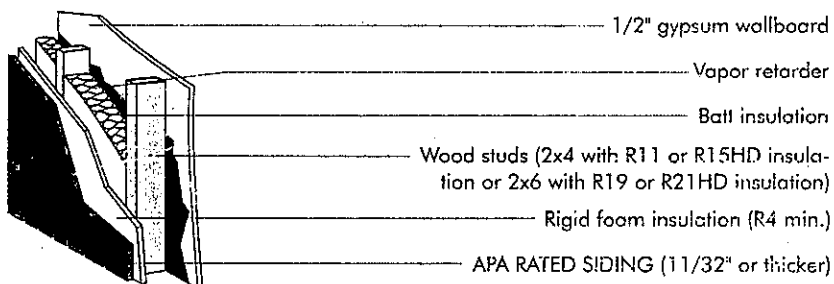 1/2" gypsum wallboard
Vapor retarder
Batt insulation
Wood studs (2x4 with R11 or R15HD insula-
tion or 2x6 with R19 or R21HD insulation)
Rigid foam insulation (R4 min.)
APA RATED SIDING (11/32" or thicker)